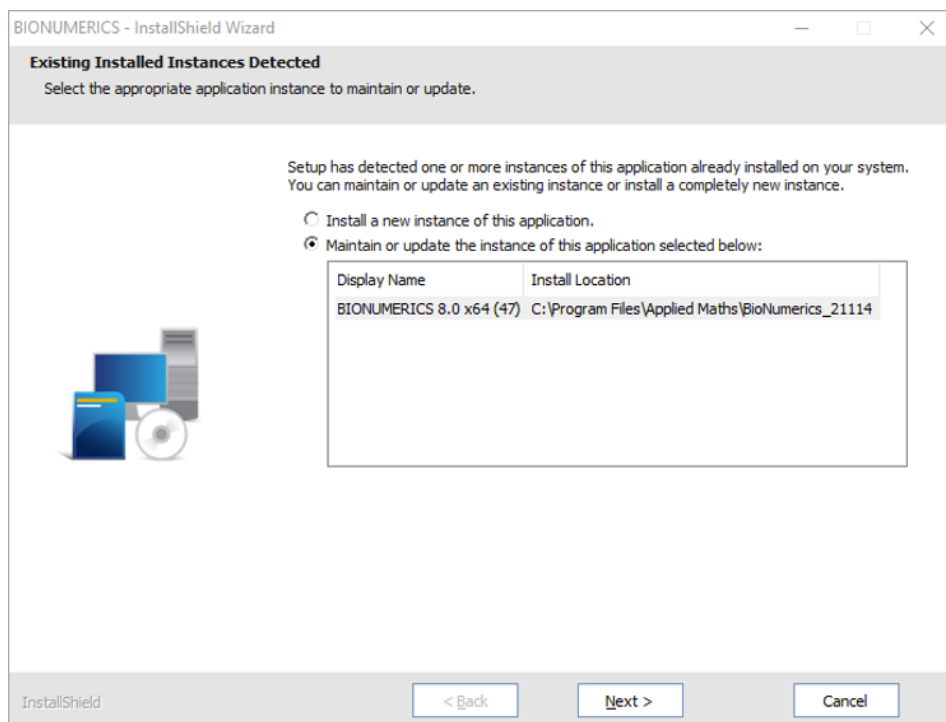 BIONUMERICS - InstallShield Wizard
Existing Installed Instances Detected
Select the appropriate application instance to maintain or update.
Setup has detected one or more instances of this application already installed on your system.
You can maintain or update an existing instance or install a completely new instance.
Install a new instance of this application.
Maintain or update the instance of this application selected below:
Display Name Install Location
BIONUMERICS 8.0 x64 (47) C:\Program Files\Applied Maths\BioNumerics_21114
InstallShield < Back Next > Cancel